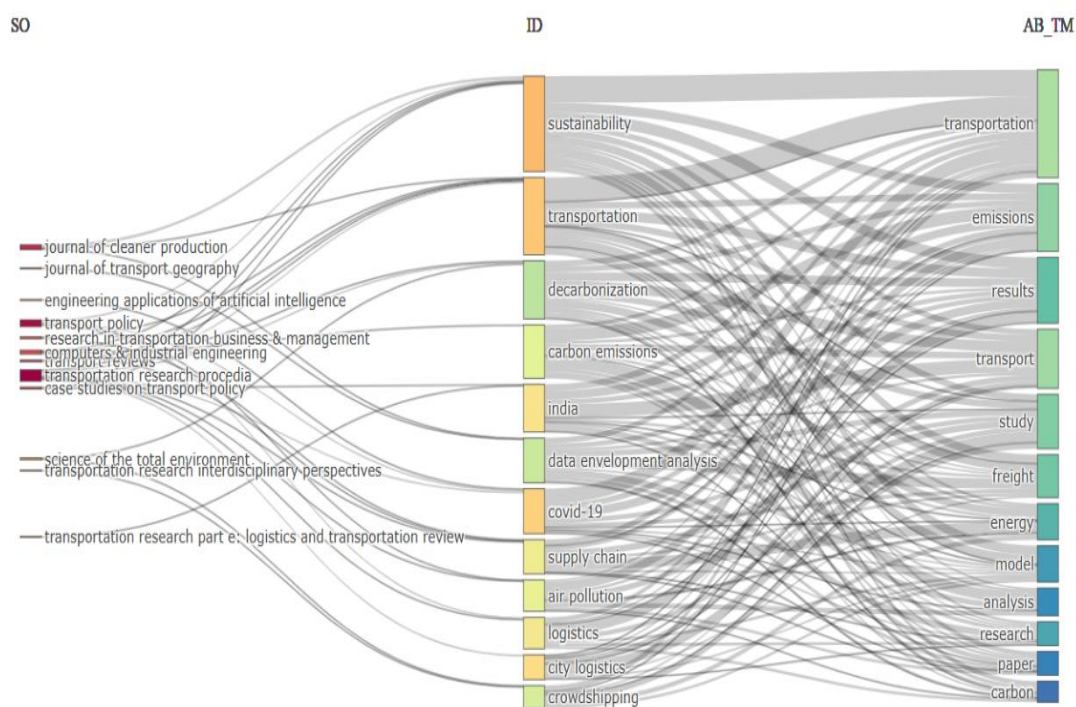 SO
ID
AB_TM
journal of cleaner production
journal of transport geography
engineering applications of artificial intelligence
transport policy
research in transportation business & management
computers & industrial engineering
transport reviews
transportation research procedia
case studies on transport policy
science of the total environment
transportation research interdisciplinary perspectives
transportation research part e: logistics and transportation review
sustainability
transportation
decarbonization
carbon emissions
india
data envelopment analysis
covid-19
supply chain
air pollution
logistics
city logistics
crowdshipping
transportation
emissions
results
transport
study
freight
energy
model
analysis
research
paper
carbon